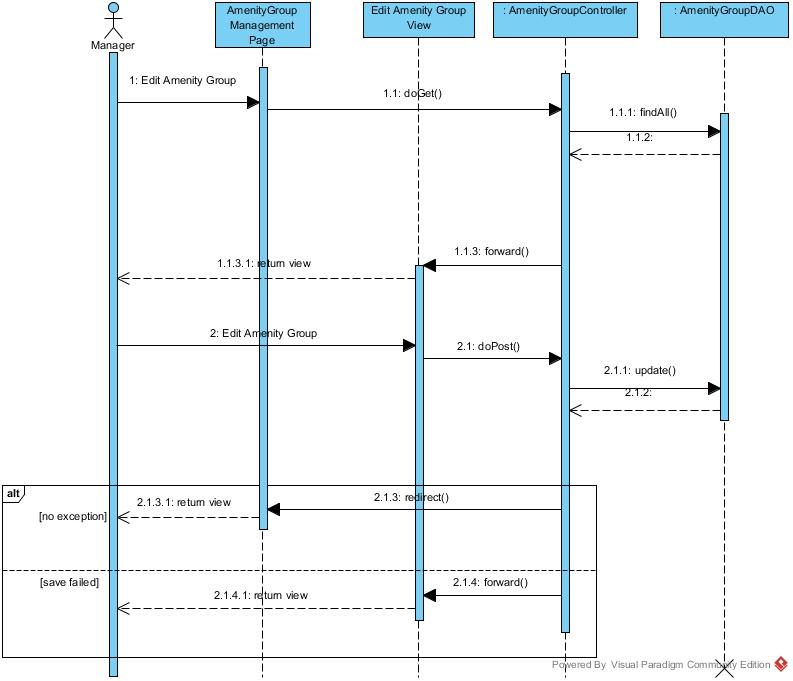 AmenityGroup
Management
Page
Edit Amenity Group
View
: AmenityGroupController
: AmenityGroupDAO
Manager
1: Edit Amenity Group
1.1: doGet()
1.1.1: findAll()
1.1.2:
1.1.3: forward()
1.1.3.1: return view
2: Edit Amenity Group
2.1: doPost()
2.1.1: update()
2.1.2:
alt
2.1.3: redirect()
2.1.3.1: return view
[no exception]
[save failed]
2.1.4: forward()
2.1.4.1: return view
Powered By Visual Paradigm Community Edition